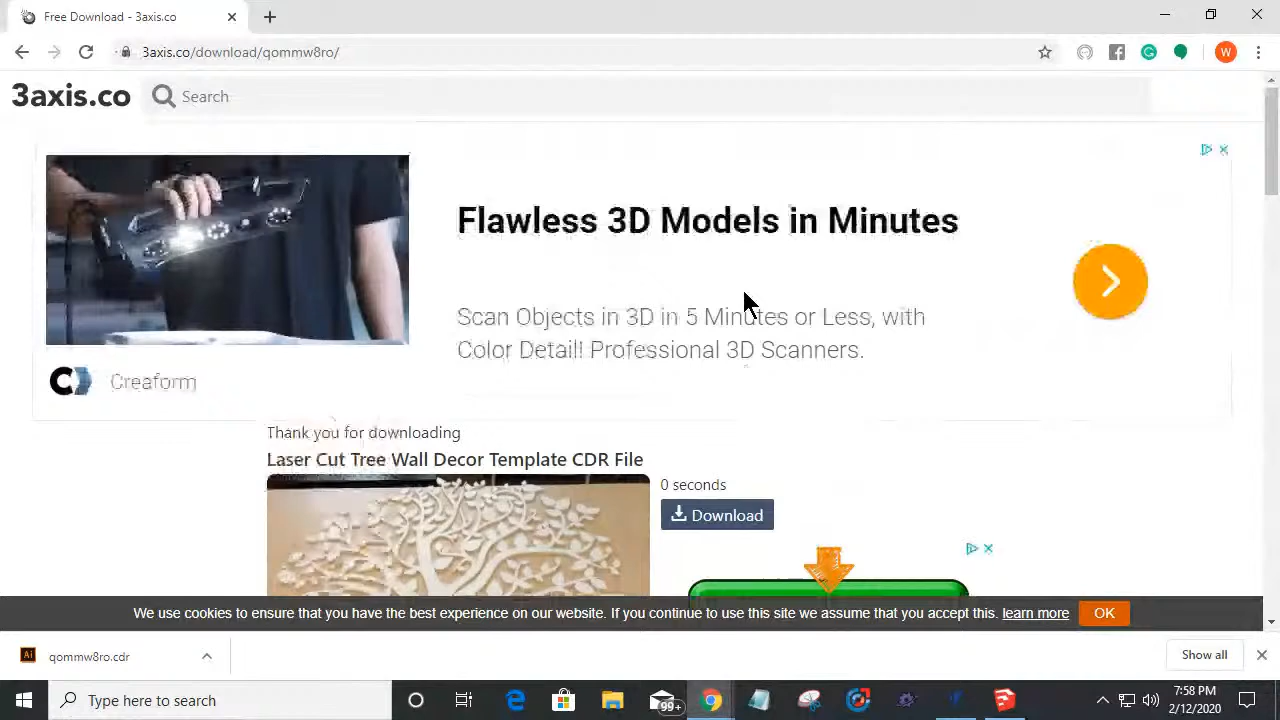 Free Download - 3axis.co
3axis.co/download/qommw8ro/
W
3axis.co
Search
Flawless 3D Models in Minutes
Scan Objects in 3D in 5 Minutes or Less, with
Color Detail! Professional 3D Scanners.
Creaform
Thank you for downloading
Laser Cut Tree Wall Decor Template CDR File
0 seconds
Download
We use cookies to ensure that you have the best experience on our website. If you continue to use this site we assume that you accept this. learn more OK
Ai qommw8ro.cdr
Show all
Type here to search
99+
7:58 PM
2/12/2020